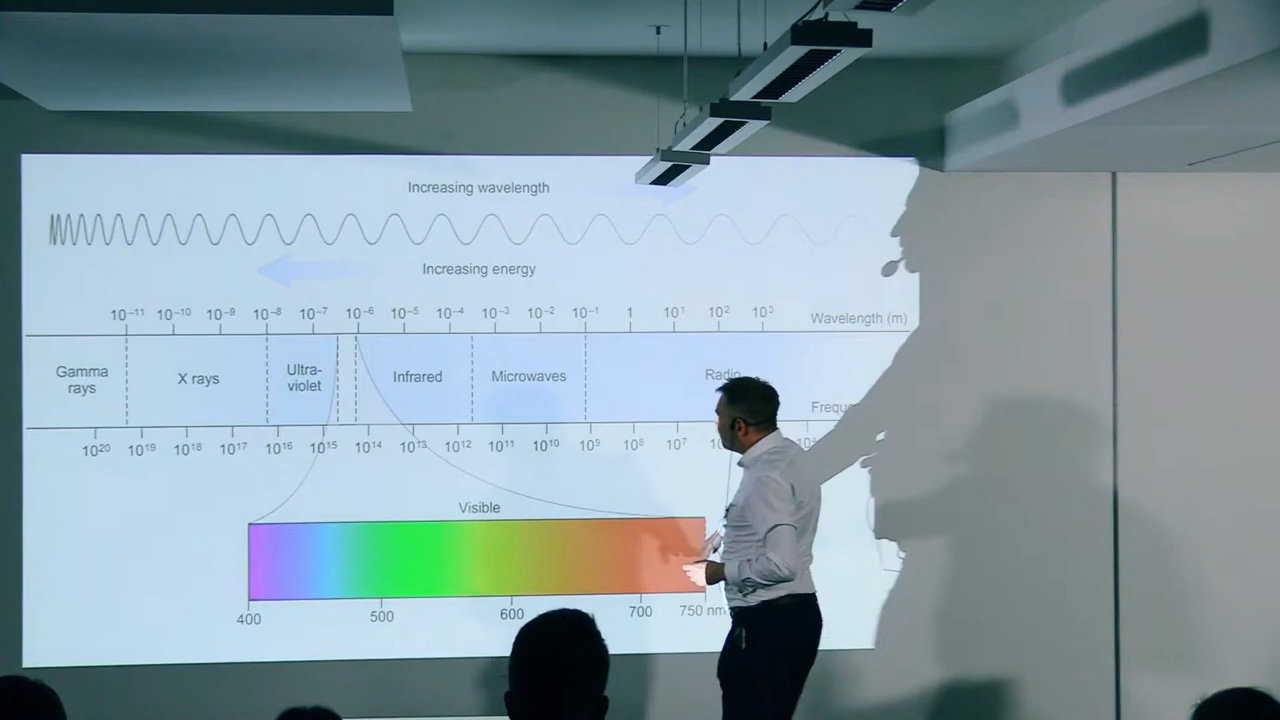 Increasing wavelength
Increasing energy
10⁻¹¹ 10⁻¹⁰ 10⁻⁹ 10⁻⁸ 10⁻⁷ 10⁻⁶ 10⁻⁵ 10⁻⁴ 10⁻³ 10⁻² 10⁻¹ 1 10¹ 10² 10³ Wavelength (m)
Gamma rays X rays Ultra-violet Infrared Microwaves Radio
10²⁰ 10¹⁹ 10¹⁸ 10¹⁷ 10¹⁶ 10¹⁵ 10¹⁴ 10¹³ 10¹² 10¹¹ 10¹⁰ 10⁹ 10⁸ 10⁷
Visible
400 500 600 700 750 nm